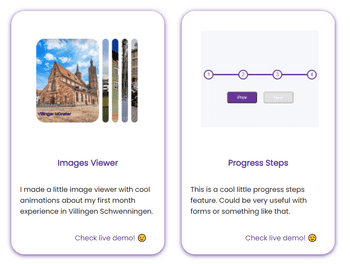 Villinger Münster
1 2 3 4
Prev
Images Viewer
Progress Steps
I made a little image viewer with cool
animations about my first month
experience in Villingen Schwenningen.
This is a cool little progress steps
feature. Could be very useful with
forms or something like that.
Check live demo!
Check live demo!